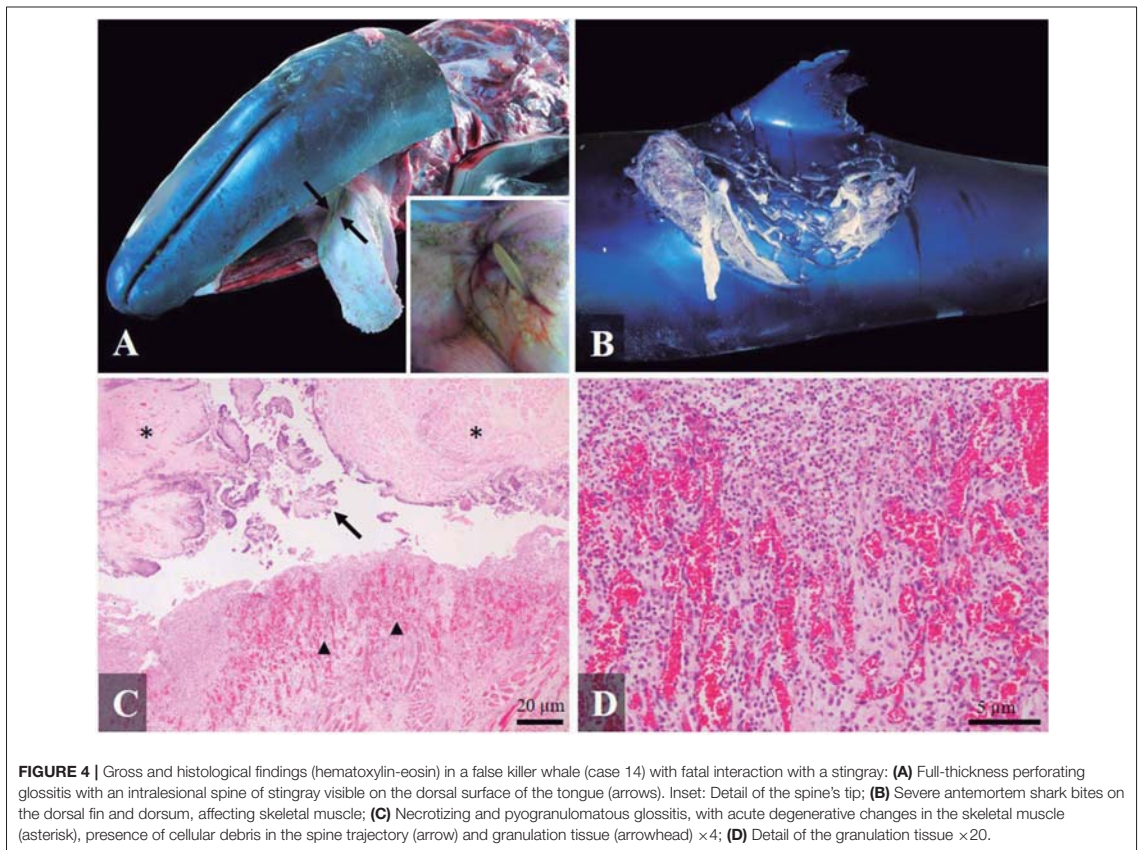 A
B
*
*
C
20 µm
D
5 µm
FIGURE 4 | Gross and histological findings (hematoxylin-eosin) in a false killer whale (case 14) with fatal interaction with a stingray: (A) Full-thickness perforating
glossitis with an intralesional spine of stingray visible on the dorsal surface of the tongue (arrows). Inset: Detail of the spine's tip; (B) Severe antemortem shark bites on
the dorsal fin and dorsum, affecting skeletal muscle; (C) Necrotizing and pyogranulomatous glossitis, with acute degenerative changes in the skeletal muscle
(asterisk), presence of cellular debris in the spine trajectory (arrow) and granulation tissue (arrowhead) ×4; (D) Detail of the granulation tissue ×20.